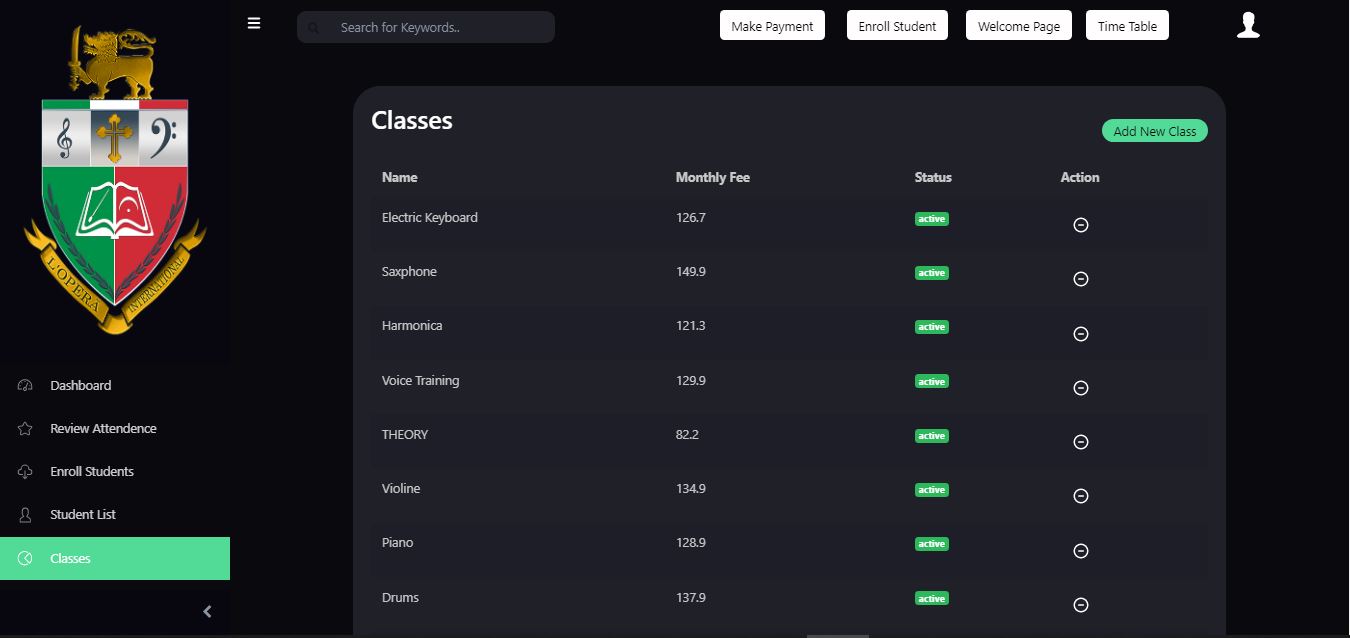 Search for Keywords..
Make Payment
Enroll Student
Welcome Page
Time Table
L'OPERA INTERNATIONAL
Dashboard
Review Attendence
Enroll Students
Student List
Classes
Classes
Add New Class
Name Monthly Fee Status Action
Electric Keyboard 126.7 active
Saxphone 149.9 active
Harmonica 121.3 active
Voice Training 129.9 active
THEORY 82.2 active
Violine 134.9 active
Piano 128.9 active
Drums 137.9 active